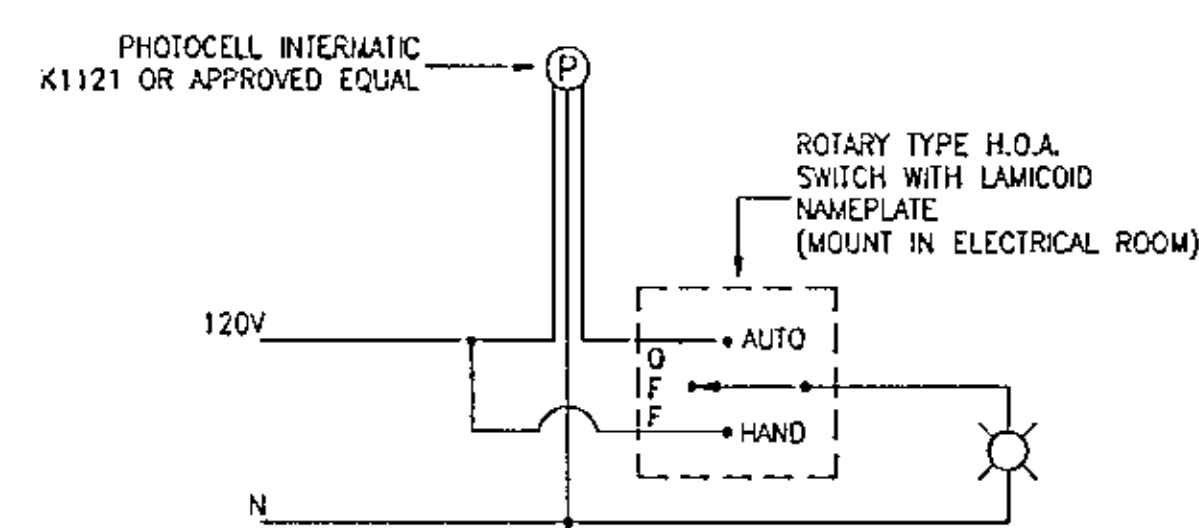 PHOTOCELL INTERMATIC
K1121 OR APPROVED EQUAL
P
ROTARY TYPE H.O.A.
SWITCH WITH LAMICOID
NAMEPLATE
(MOUNT IN ELECTRICAL ROOM)
120V
AUTO
OFF
HAND
N